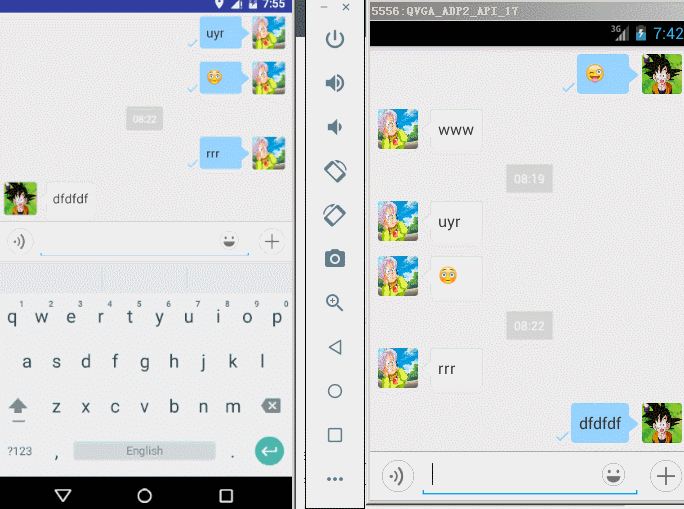 7:55
uyr
08:22
rrr
dfdfdf
1 2 3 4 5 6 7 8 9 0
q w e r t y u i o p
a s d f g h j k l
z x c v b n m
?123 , English .
5556:QVGA_ADP2_API_17
3G 7:42
www
08:19
uyr
08:22
rrr
dfdfdf